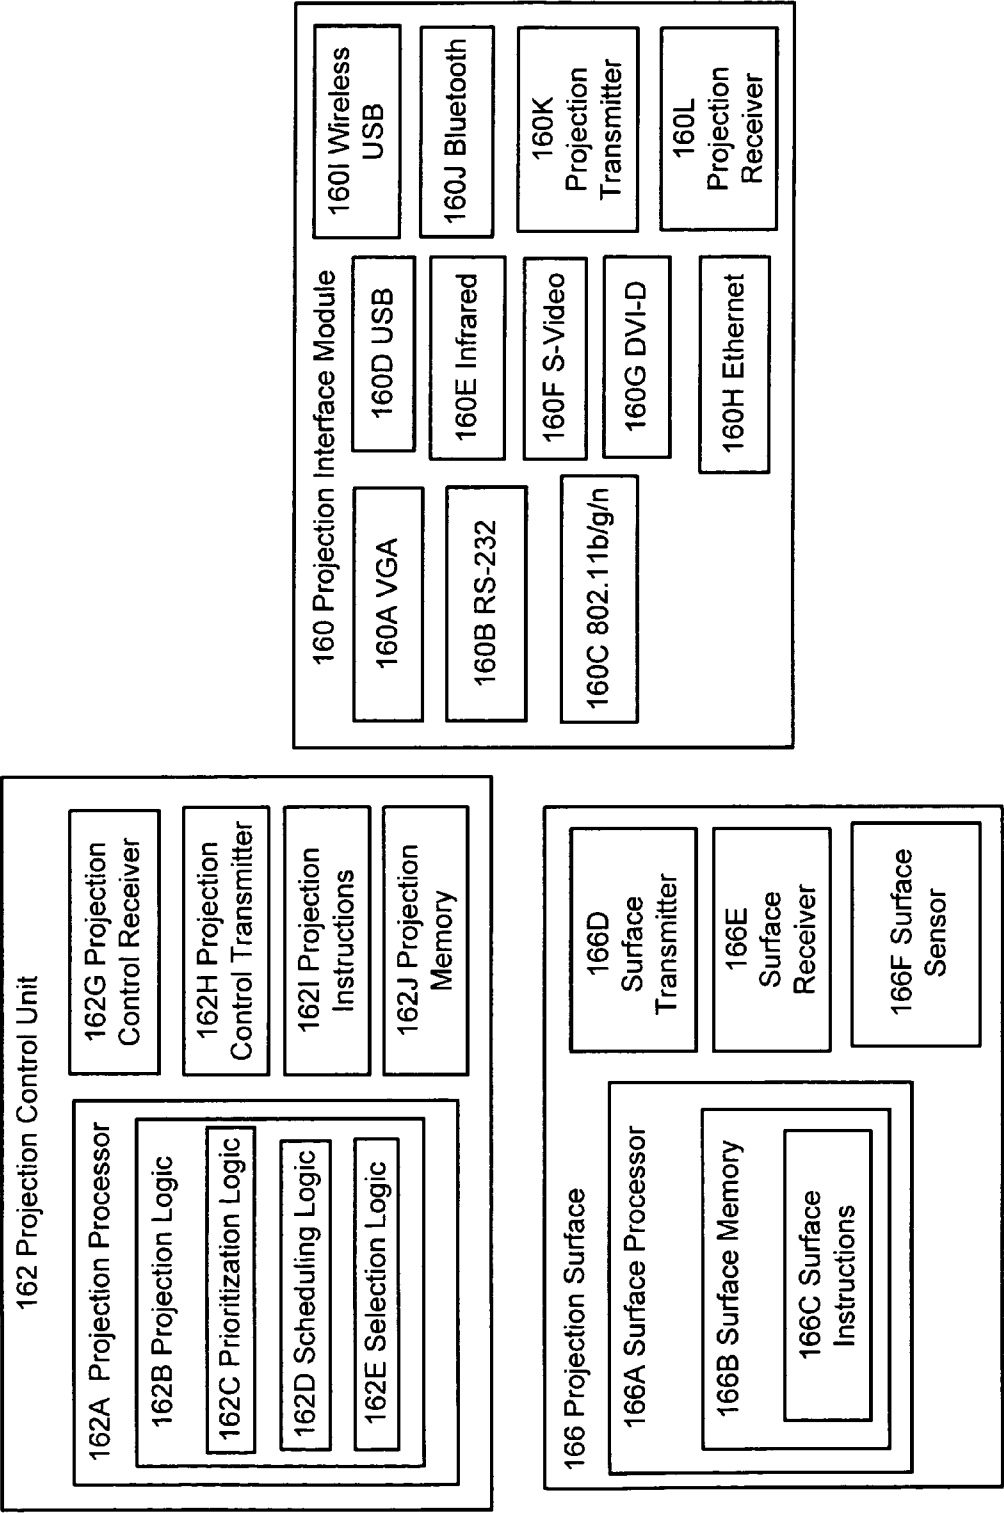 162 Projection Control Unit
162A Projection Processor
162B Projection Logic
162C Prioritization Logic
162D Scheduling Logic
162E Selection Logic
162G Projection
Control Receiver
162H Projection
Control Transmitter
162I Projection
Instructions
162J Projection
Memory
166 Projection Surface
166A Surface Processor
166B Surface Memory
166C Surface
Instructions
166D
Surface
Transmitter
166E
Surface
Receiver
166F Surface
Sensor
160 Projection Interface Module
160A VGA
160B RS-232
160C 802.11b/g/n
160D USB
160E Infrared
160F S-Video
160G DVI-D
160H Ethernet
160I Wireless
USB
160J Bluetooth
160K
Projection
Transmitter
160L
Projection
Receiver